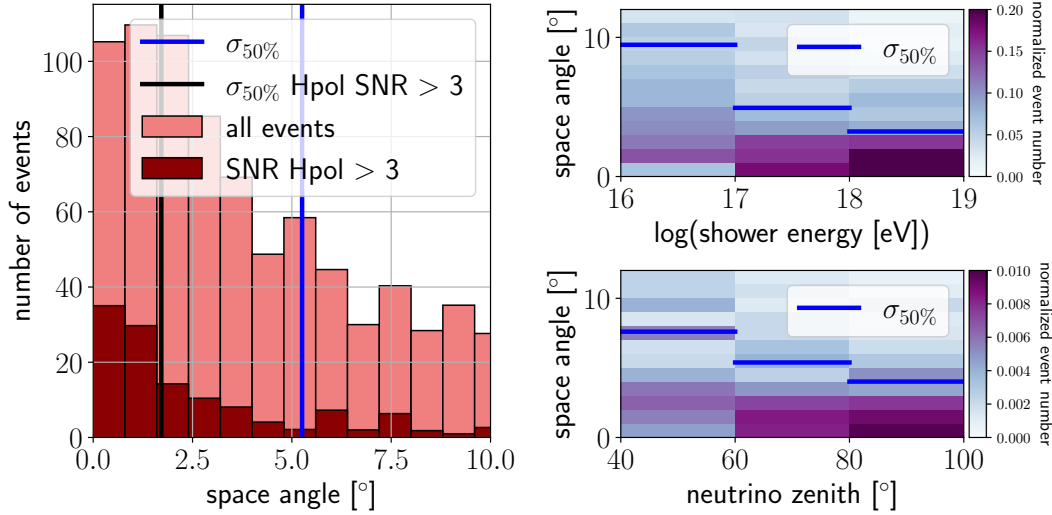 number of events
100
80
60
40
20
0
0.0 2.5 5.0 7.5 10.0
space angle [°]
σ50%
σ50% Hpol SNR > 3
all events
SNR Hpol > 3
space angle [°]
10
0
σ50%
16 17 18 19
log(shower energy [eV])
0.20
0.15
0.10
0.05
0.00
normalized event number
space angle [°]
10
0
σ50%
40 60 80 100
neutrino zenith [°]
0.010
0.008
0.006
0.004
0.002
0.000
normalized event number